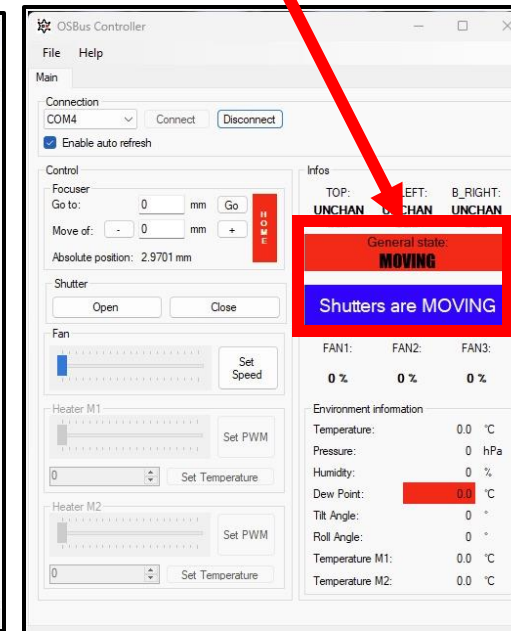 OSBus Controller
File Help
Main
Connection
COM4 Connect Disconnect
Enable auto refresh
Control
Focuser
Go to: 0 mm Go
Move of: - 0 mm +
HOME
Absolute position: 2.9701 mm
Shutter
Open Close
Fan
Set
Speed
Heater M1
Set PWM
0 Set Temperature
Heater M2
Set PWM
0 Set Temperature
Infos
TOP: LEFT: B_RIGHT:
UNCHAN UNCHAN UNCHAN
General state:
MOVING
Shutters are MOVING
FAN1: FAN2: FAN3:
0 % 0 % 0 %
Environment information
Temperature: 0.0 °C
Pressure: 0 hPa
Humidity: 0 %
Dew Point: 0.0 °C
Tilt Angle: 0 °
Roll Angle: 0 °
Temperature M1: 0.0 °C
Temperature M2: 0.0 °C